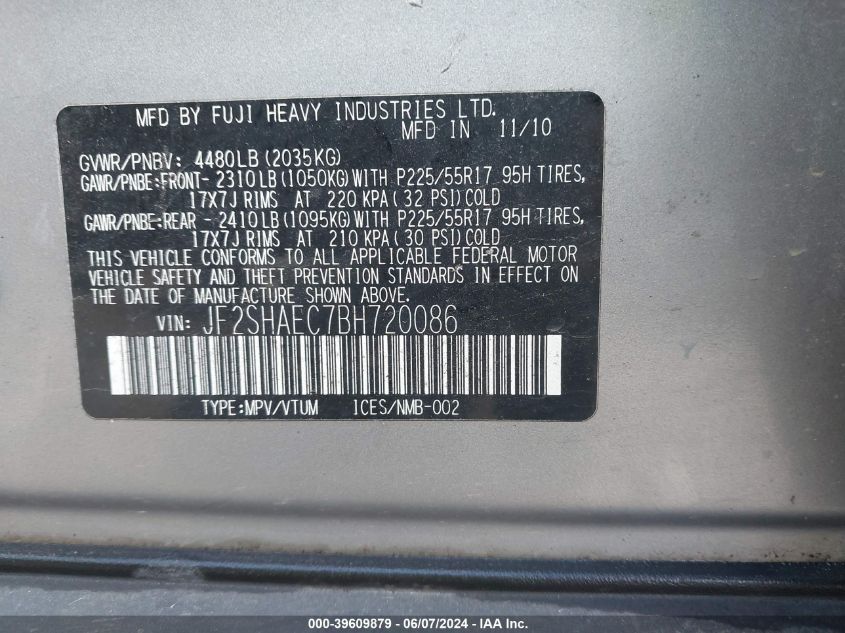 MFD BY FUJI HEAVY INDUSTRIES LTD.
MFD IN 11/10
GVWR/PNBV: 4480LB(2035KG)
GAWR/PNBE:FRONT- 2310LB(1050KG)WITH P225/55R17 95H TIRES,
17X7J RIMS AT 220 KPA(32 PSI)COLD
GAWR/PNBE:REAR - 2410LB(1095KG)WITH P225/55R17 95H TIRES,
17X7J RIMS AT 210 KPA(30 PSI)COLD
THIS VEHICLE CONFORMS TO ALL APPLICABLE FEDERAL MOTOR
VEHICLE SAFETY AND THEFT PREVENTION STANDARDS IN EFFECT ON
THE DATE OF MANUFACTURE SHOWN ABOVE.
VIN: JF2SHAEC7BH720086
TYPE:MPV/VTUM ICES/NMB-002
000-39609879 - 06/07/2024 - IAA Inc.